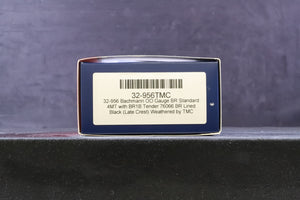 32-956TMC
32-956 Bachmann OO Gauge BR Standard
4MT with BR1B Tender 76066 BR Lined
Black (Late Crest) Weathered by TMC